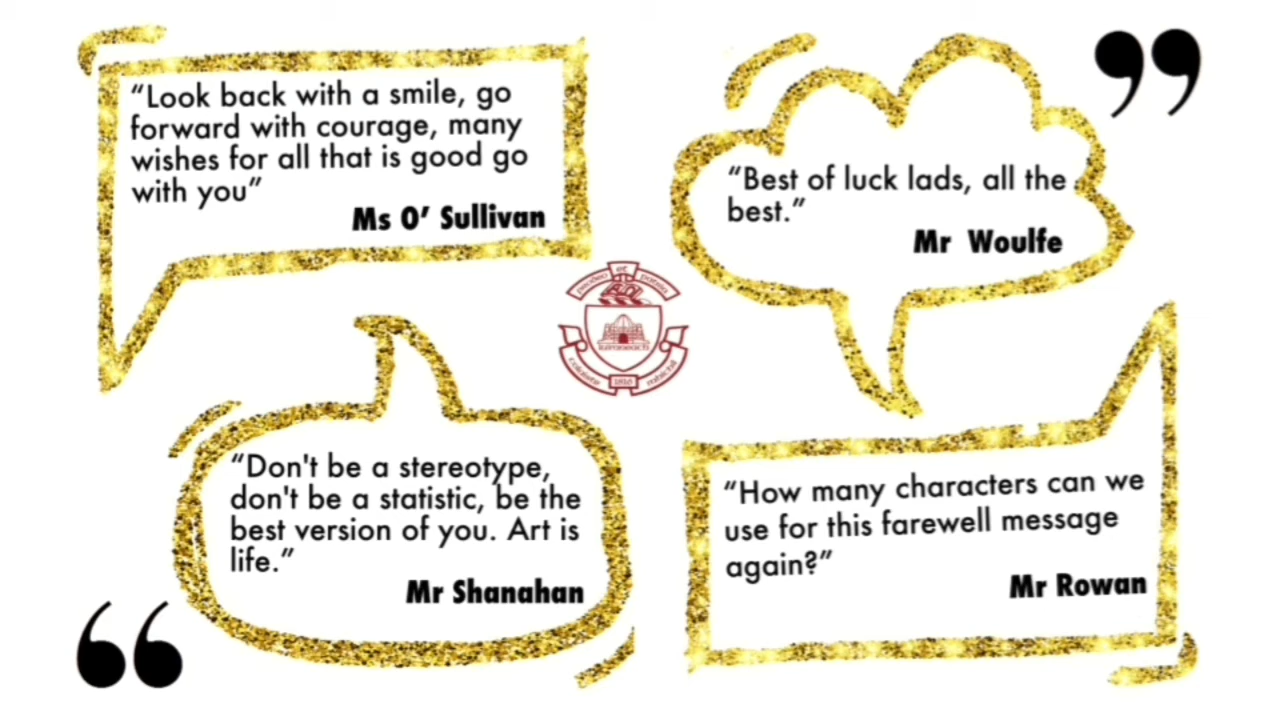 “Look back with a smile, go
forward with courage, many
wishes for all that is good go
with you”
Ms O’ Sullivan
“Best of luck lads, all the
best.”
Mr Woulfe
et
1816
“Don't be a stereotype,
don't be a statistic, be the
best version of you. Art is
life.”
Mr Shanahan
“How many characters can we
use for this farewell message
again?”
Mr Rowan